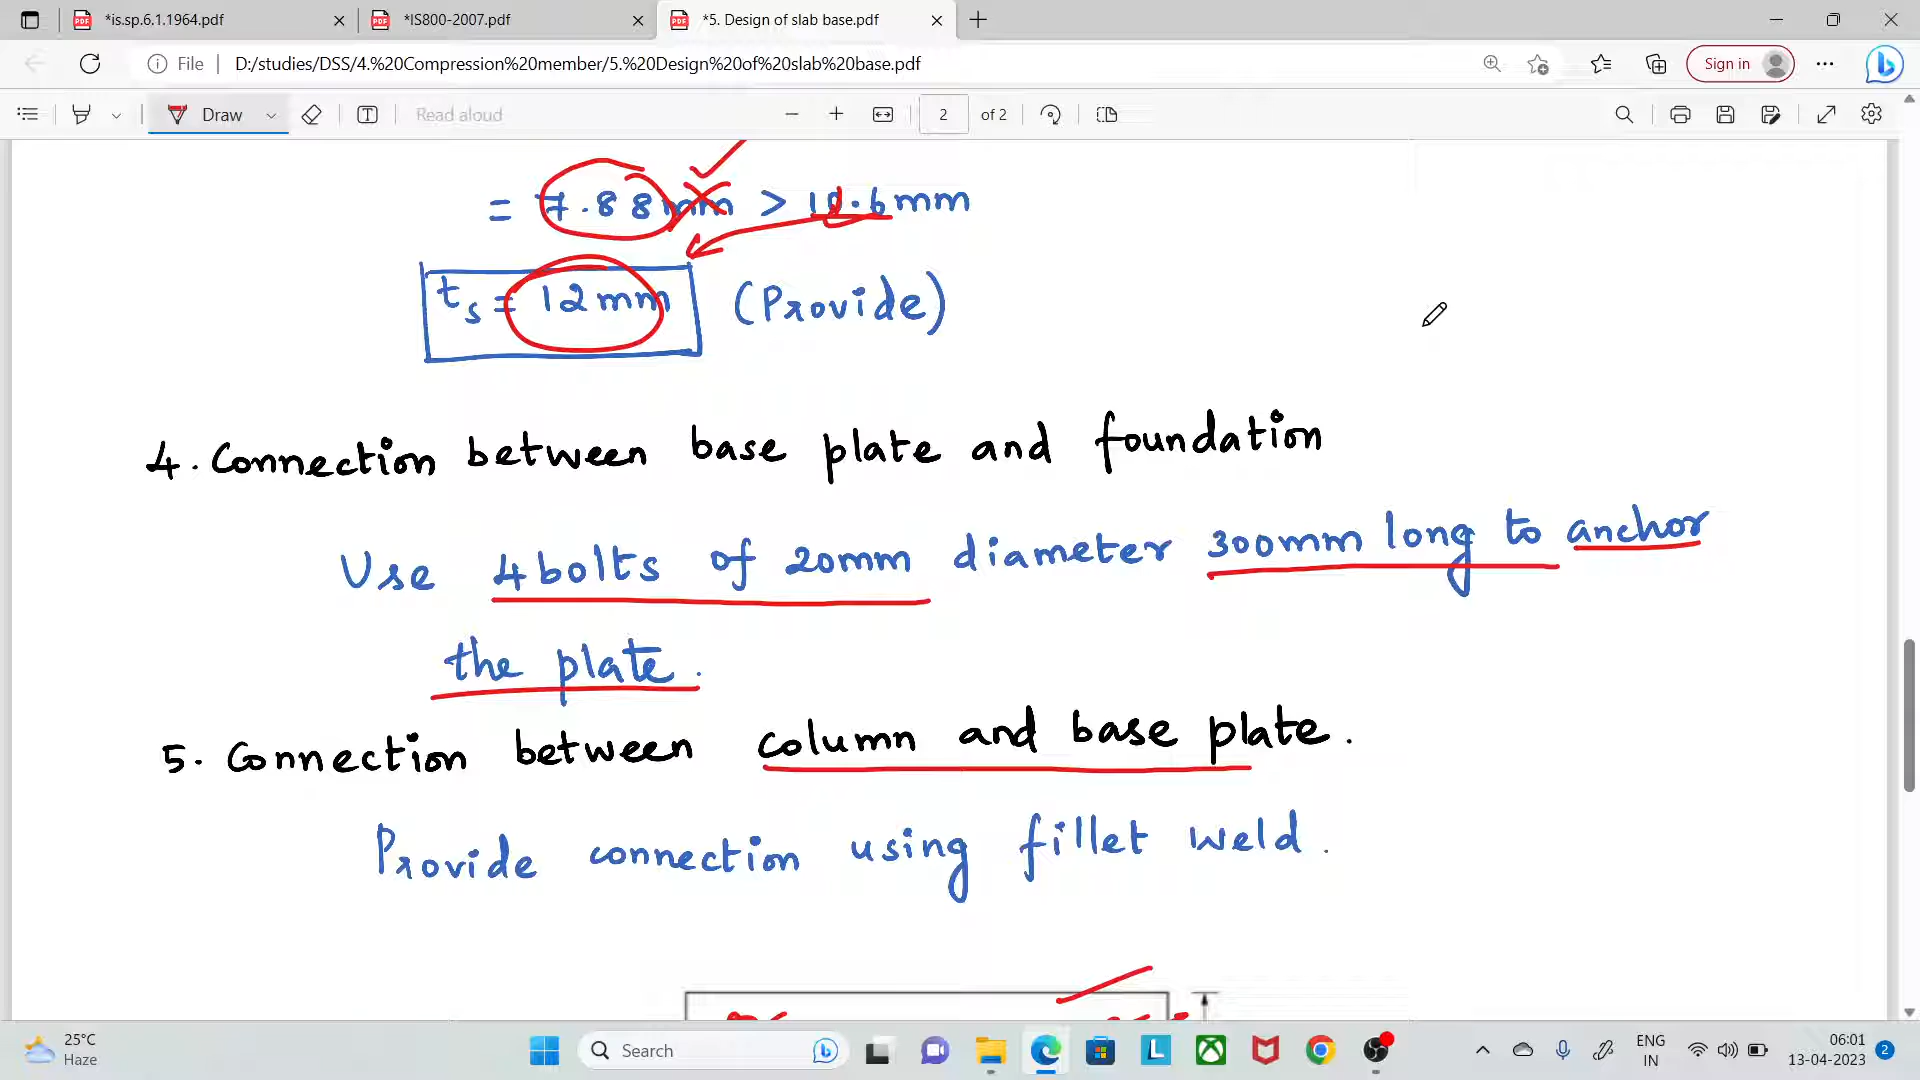 *is.sp.6.1.1964.pdf
*IS800-2007.pdf
*5. Design of slab base.pdf
File D:/studies/DSS/4.%20Compression%20member/5.%20Design%20of%20slab%20base.pdf
Sign in
Draw
Read aloud
2 of 2
= 7.88mm > 10.6mm
ts = 12mm (Provide)
4. Connection between base plate and foundation
Use 4bolts of 20mm diameter 300mm long to anchor
the plate.
5. Connection between column and base plate.
Provide connection using fillet weld.
25°C
Haze
Search
ENG
IN
06:01
13-04-2023
2